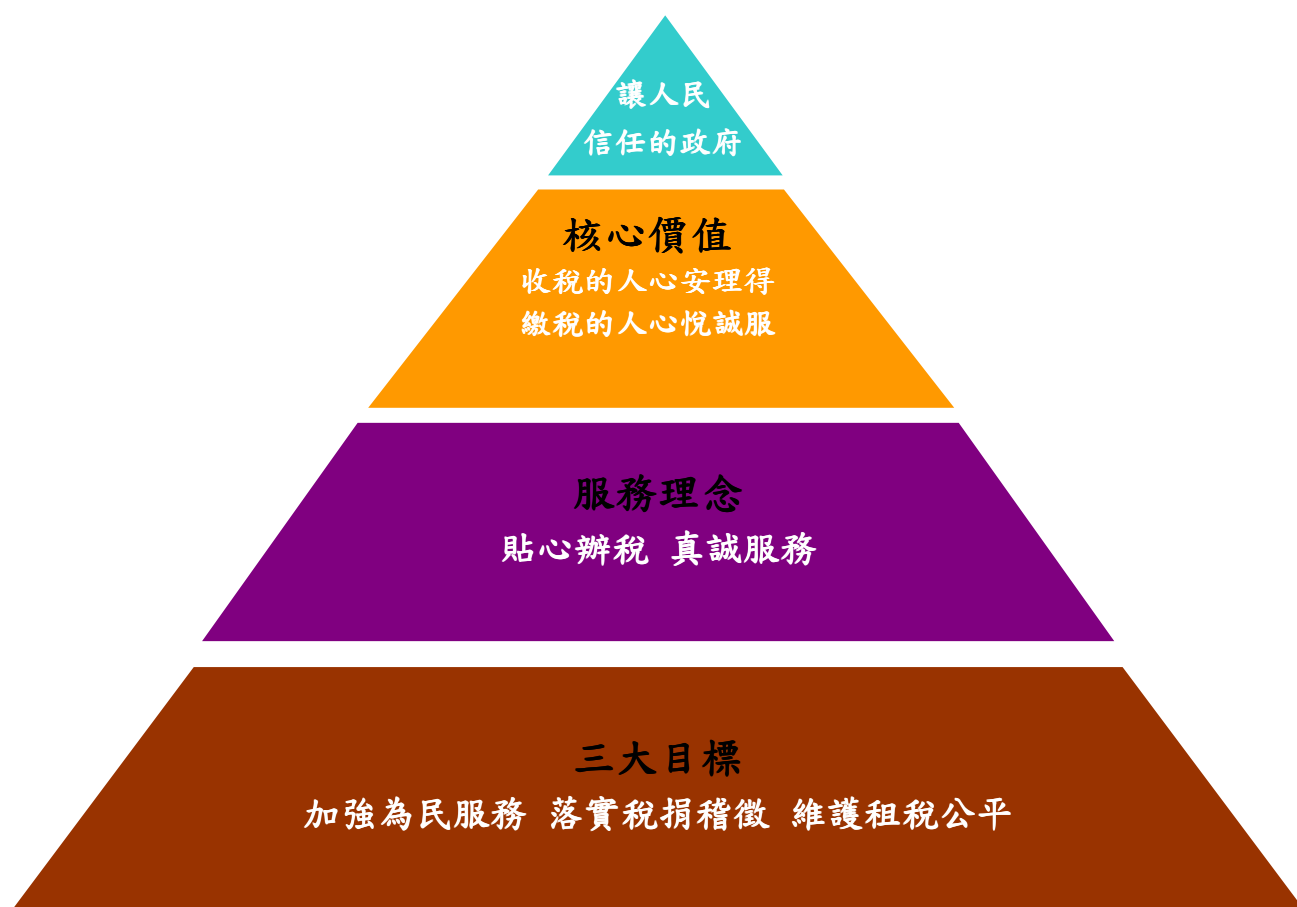 讓人民
信任的政府
核心價值
收稅的人心安理得
繳稅的人心悅誠服
服務理念
貼心辦稅 真誠服務
三大目標
加強為民服務 落實稅捐稽徵 維護租稅公平